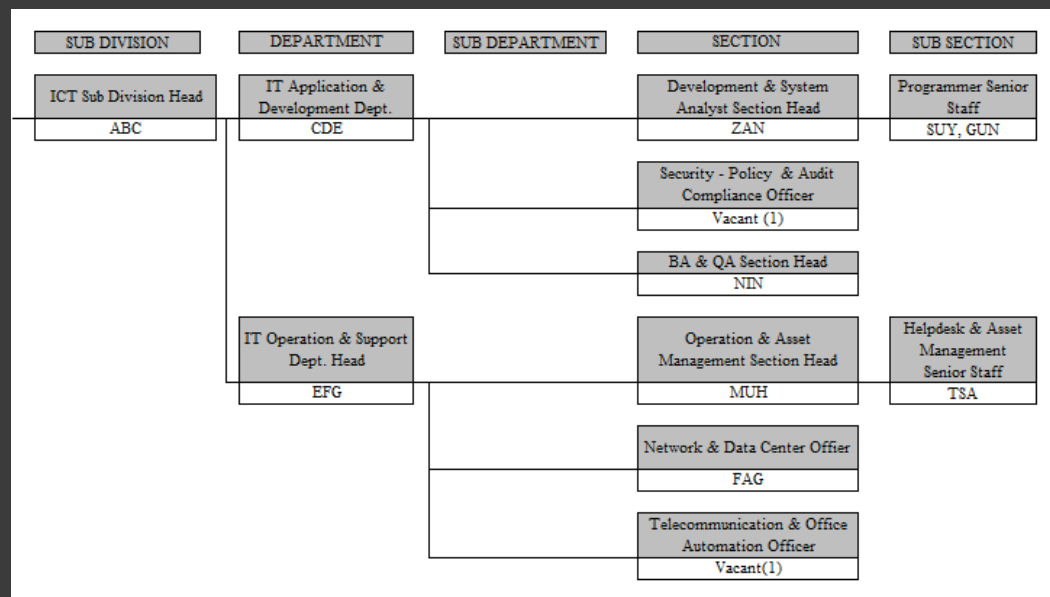 SUB DIVISION
DEPARTMENT
SUB DEPARTMENT
SECTION
SUB SECTION
ICT Sub Division Head
ABC
IT Application &
Development Dept.
CDE
Development & System
Analyst Section Head
ZAN
Programmer Senior
Staff
SUY, GUN
Security - Policy & Audit
Compliance Officer
Vacant (1)
BA & QA Section Head
NIN
IT Operation & Support
Dept. Head
EFG
Operation & Asset
Management Section Head
MUH
Helpdesk & Asset
Management
Senior Staff
TSA
Network & Data Center Offier
FAG
Telecommunication & Office
Automation Officer
Vacant(1)